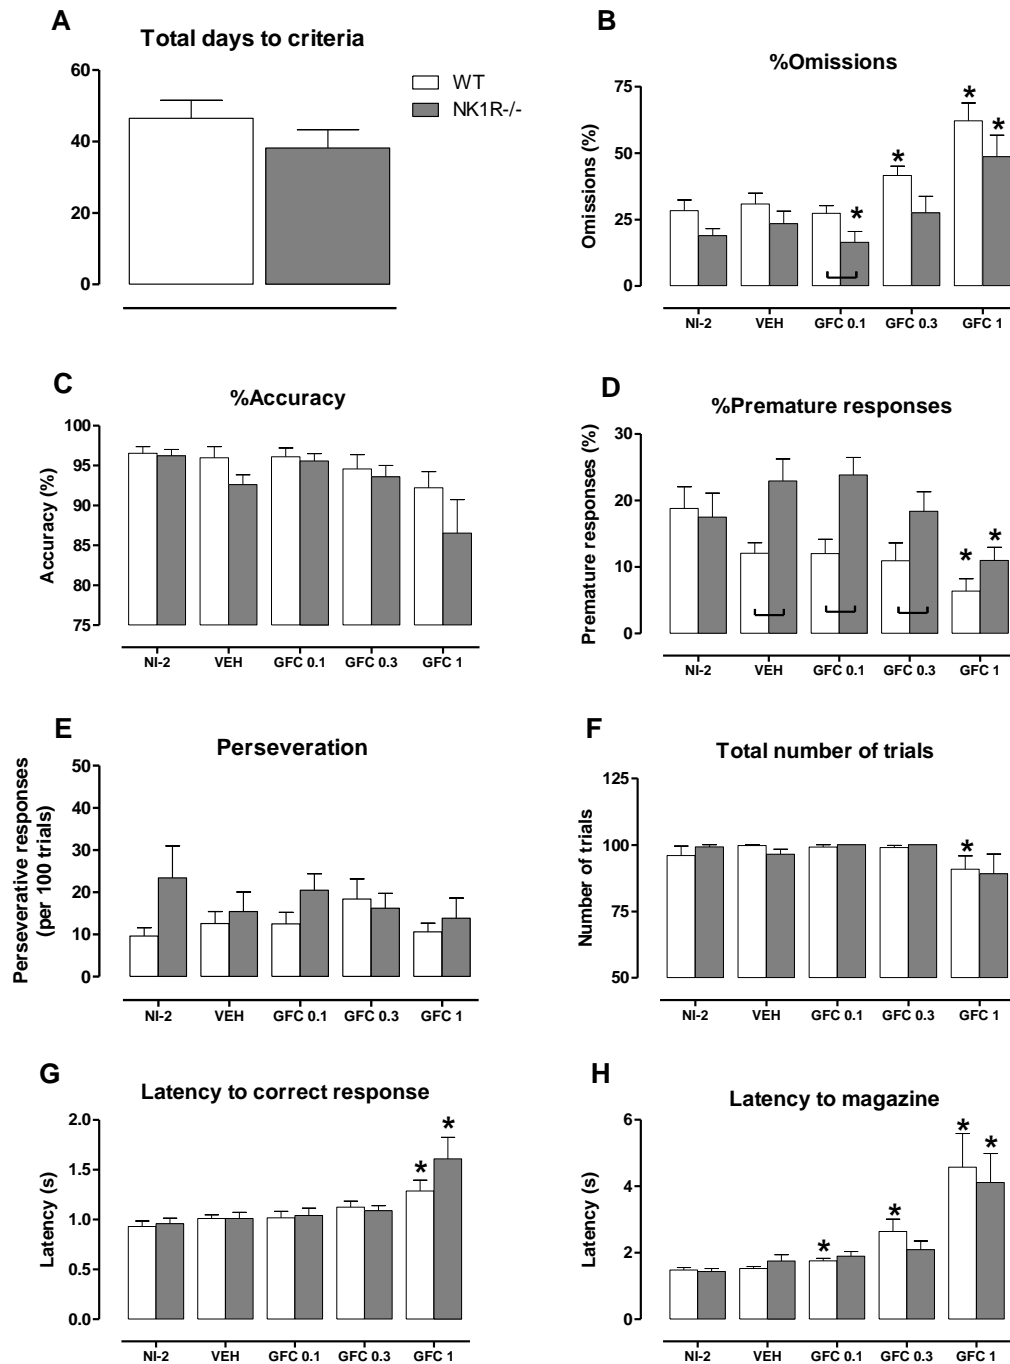 A
Total days to criteria
60
40
20
0
WT
NK1R-/-
B
%Omissions
Omissions (%)
75
50
25
0
*
*
*
*
NI-2 VEH GFC 0.1 GFC 0.3 GFC 1
C
%Accuracy
Accuracy (%)
100
95
90
85
80
75
NI-2 VEH GFC 0.1 GFC 0.3 GFC 1
D
%Premature responses
Premature responses (%)
30
20
10
0
*
*
NI-2 VEH GFC 0.1 GFC 0.3 GFC 1
E
Perseveration
Perseverative responses
(per 100 trials)
50
40
30
20
10
0
NI-2 VEH GFC 0.1 GFC 0.3 GFC 1
F
Total number of trials
Number of trials
125
100
75
50
*
NI-2 VEH GFC 0.1 GFC 0.3 GFC 1
G
Latency to correct response
Latency (s)
2.0
1.5
1.0
0.5
0.0
*
*
NI-2 VEH GFC 0.1 GFC 0.3 GFC 1
H
Latency to magazine
Latency (s)
6
4
2
0
*
*
*
*
NI-2 VEH GFC 0.1 GFC 0.3 GFC 1